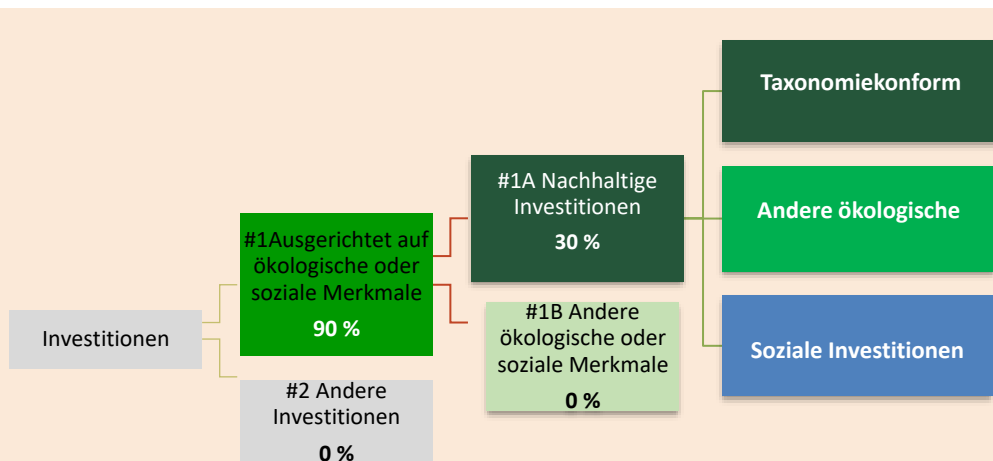 Investitionen
#1Ausgerichtet auf
ökologische oder
soziale Merkmale
90 %
#2 Andere
Investitionen
0 %
#1A Nachhaltige
Investitionen
30 %
#1B Andere
ökologische oder
soziale Merkmale
0 %
Taxonomiekonform
Andere ökologische
Soziale Investitionen